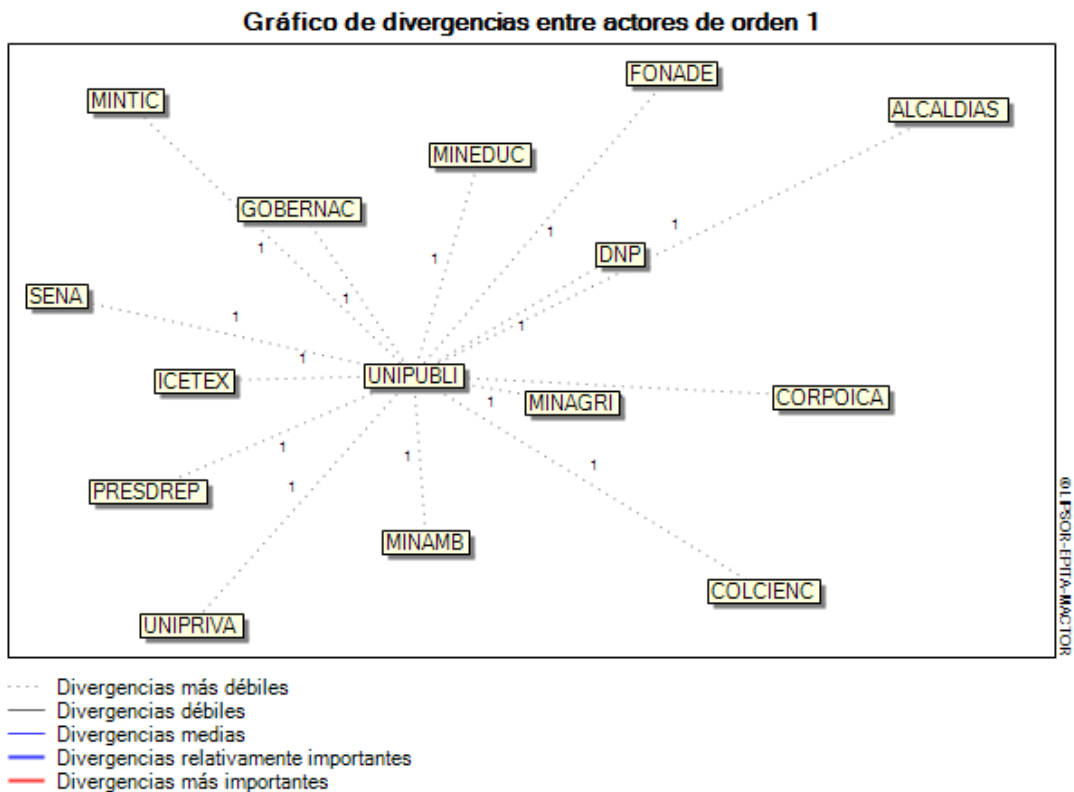 Gráfico de divergencias entre actores de orden 1
FONADE
MINTIC
ALCALDIAS
MINEDUC
GOBERNAC
1
1
DNP
1
1
SENA
1
1
1
1
UNIPUBLI
ICETEX
MINAGRI
CORPOICA
1
1
1
1
PRESDREP
1
MINAMB
COLCIENC
UNIPRIVA
@LIPSOR-EPITA-MACTOR
Divergencias más débiles
Divergencias débiles
Divergencias medias
Divergencias relativamente importantes
Divergencias más importantes